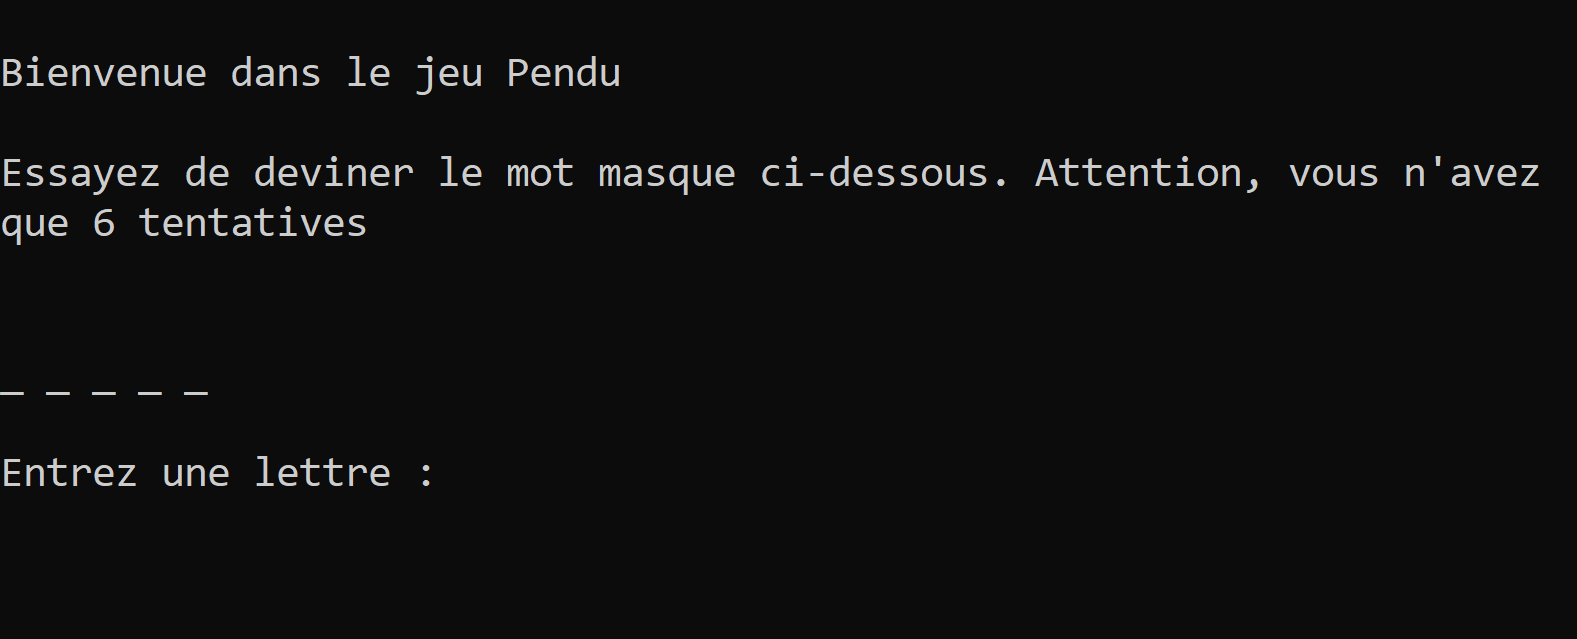 Bienvenue dans le jeu Pendu
Essayez de deviner le mot masque ci-dessous. Attention, vous n'avez
que 6 tentatives
_ _ _ _ _
Entrez une lettre :